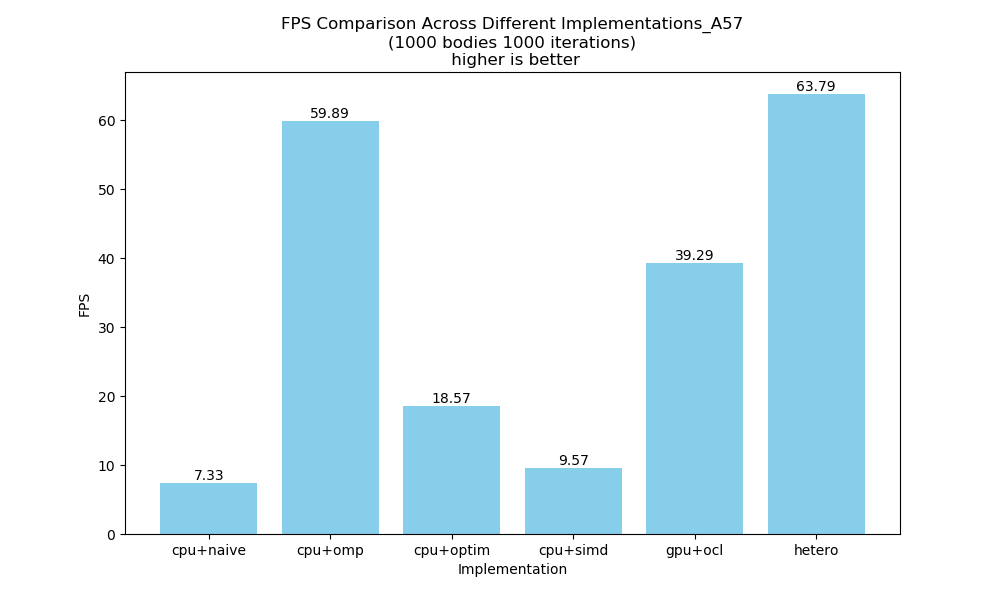 FPS Comparison Across Different Implementations_A57
(1000 bodies 1000 iterations)
higher is better
63.79
59.89
39.29
18.57
9.57
7.33
60
50
40
30
20
10
0
FPS
cpu+naive cpu+omp cpu+optim cpu+simd gpu+ocl hetero
Implementation